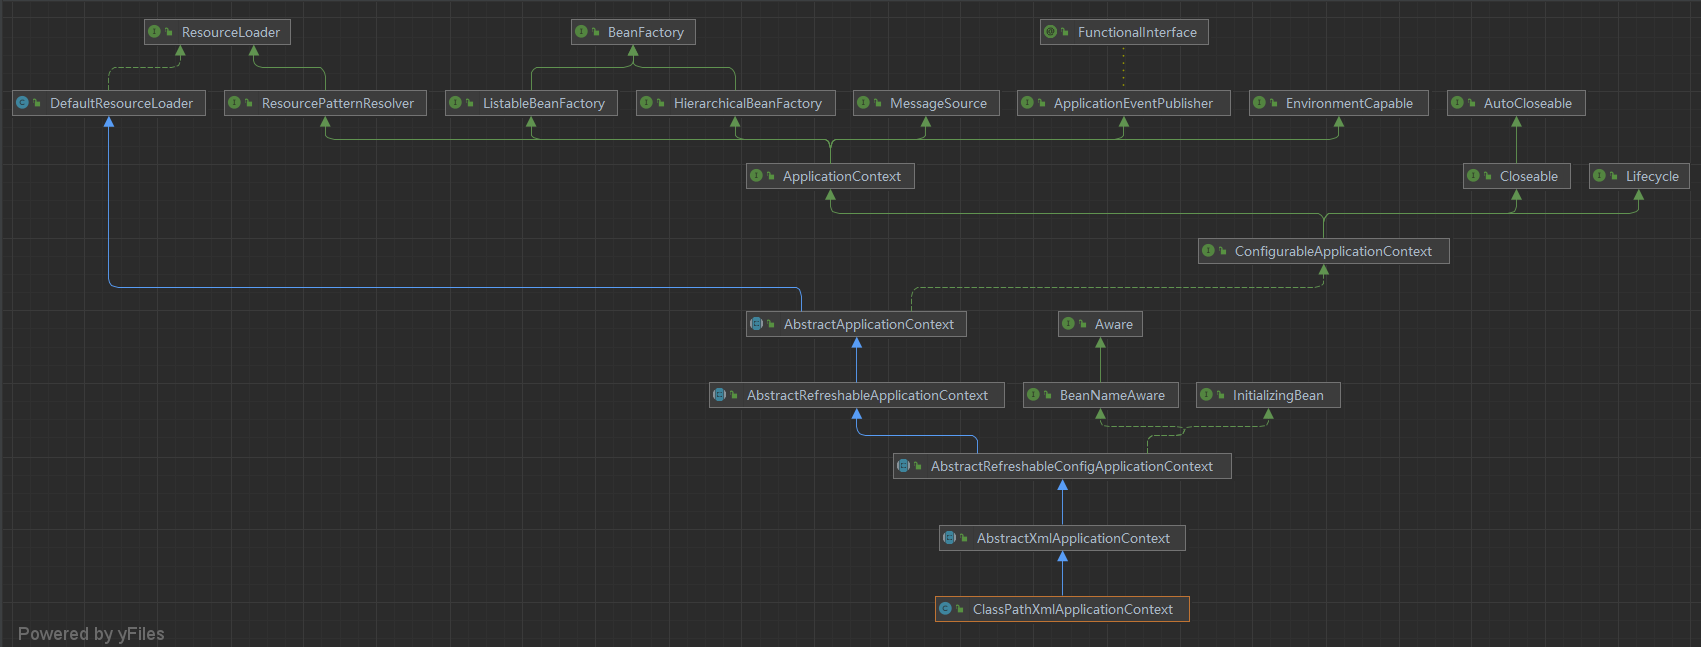 ResourceLoader
BeanFactory
FunctionalInterface
DefaultResourceLoader
ResourcePatternResolver
ListableBeanFactory
HierarchicalBeanFactory
MessageSource
ApplicationEventPublisher
EnvironmentCapable
AutoCloseable
ApplicationContext
Closeable
Lifecycle
ConfigurableApplicationContext
AbstractApplicationContext
Aware
AbstractRefreshableApplicationContext
BeanNameAware
InitializingBean
AbstractRefreshableConfigApplicationContext
AbstractXmlApplicationContext
ClassPathXmlApplicationContext
Powered by yFiles